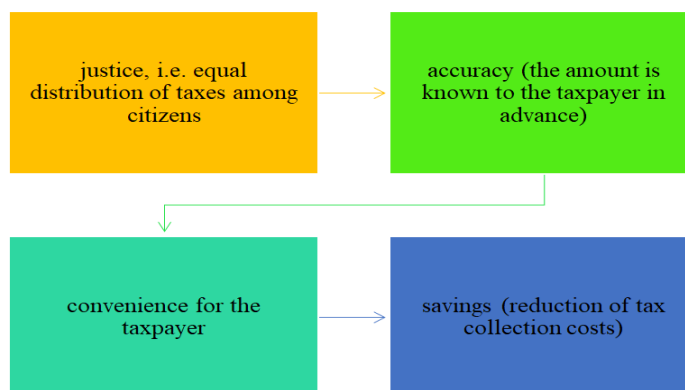 justice, i.e. equal
distribution of taxes among
citizens
accuracy (the amount is
known to the taxpayer in
advance)
convenience for the
taxpayer
savings (reduction of tax
collection costs)